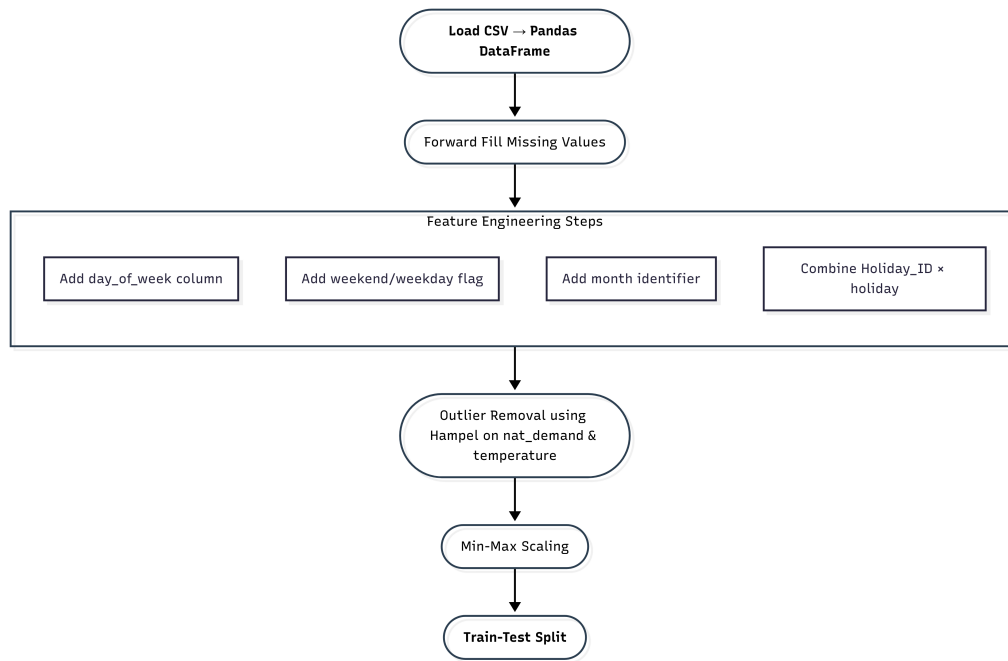 Load CSV → Pandas
DataFrame
Forward Fill Missing Values
Feature Engineering Steps
Add day_of_week column
Add weekend/weekday flag
Add month identifier
Combine Holiday_ID ×
holiday
Outlier Removal using
Hampel on nat_demand &
temperature
Min-Max Scaling
Train-Test Split